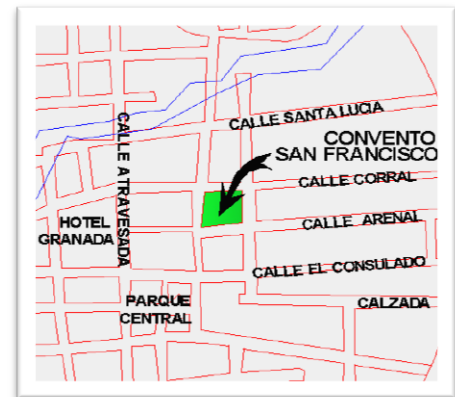 CALLE SANTA LUCIA
CONVENTO
SAN FRANCISCO
CALLE ATRAVESADA
CALLE CORRAL
HOTEL
GRANADA
CALLE ARENAL
CALLE EL CONSULADO
PARQUE
CENTRAL
CALZADA